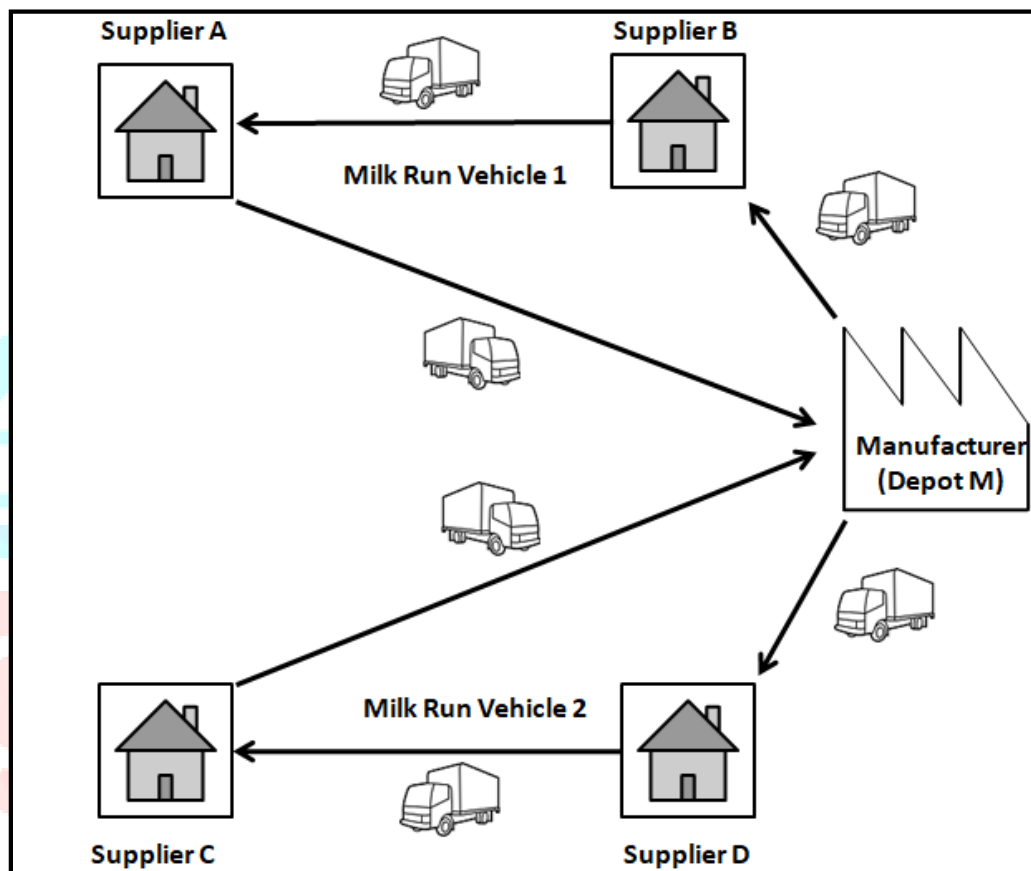 Supplier A
Supplier B
Milk Run Vehicle 1
Manufacturer
(Depot M)
Milk Run Vehicle 2
Supplier C
Supplier D